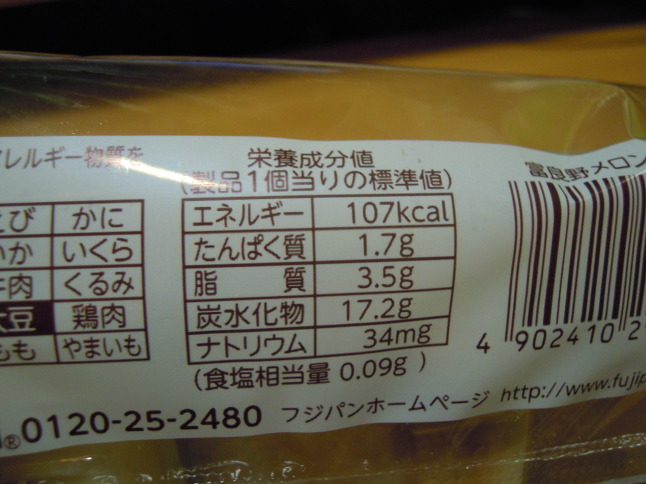 アレルギー物質を
とび かに
いか いくら
牛肉 くるみ
大豆 鶏肉
もも やまいも
栄養成分値
(製品1個当りの標準値)
エネルギー 107kcal
たんぱく質 1.7g
脂 質 3.5g
炭水化物 17.2g
ナトリウム 34mg
(食塩相当量 0.09g )
富良野メロン
4 902410 2
®0120-25-2480 フジパンホームページ http://www.fujip